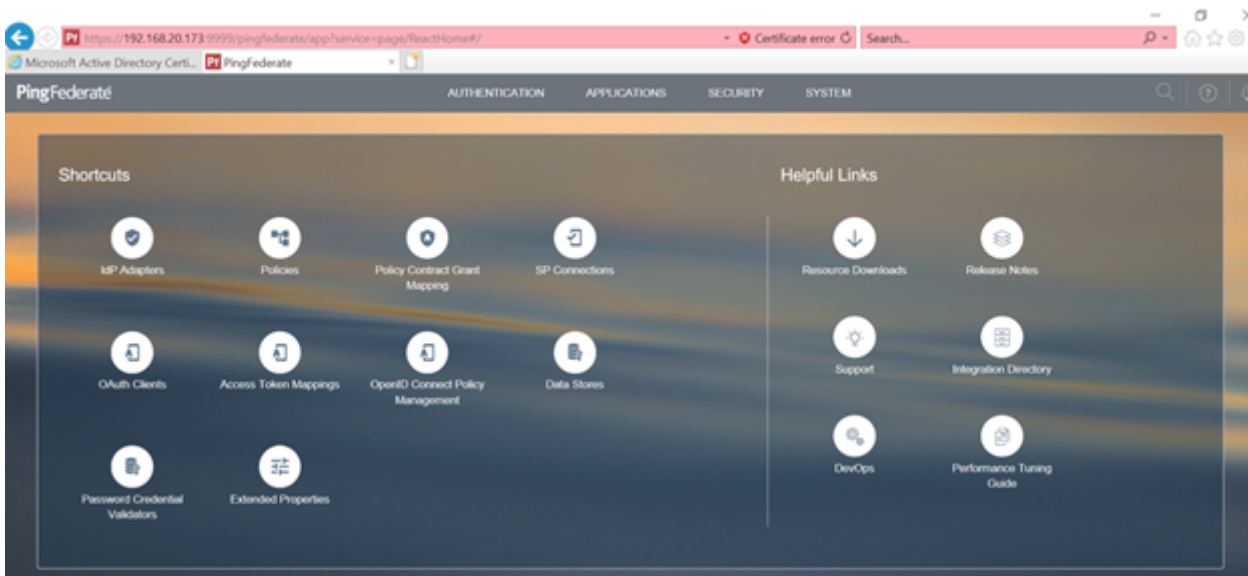 https://192.168.20.173:9999/pingfederate/app?service=page/ReactHome#/
Certificate error
Search...
Microsoft Active Directory Certi...
PingFederate
PingFederate
AUTHENTICATION
APPLICATIONS
SECURITY
SYSTEM
Shortcuts
Helpful Links
IdP Adapters
Policies
Policy Contract Grant
Mapping
SP Connections
Resource Downloads
Release Notes
OAuth Clients
Access Token Mappings
OpenID Connect Policy
Management
Data Stores
Support
Integration Directory
Password Credential
Validators
Extended Properties
DevOps
Performance Tuning
Guide